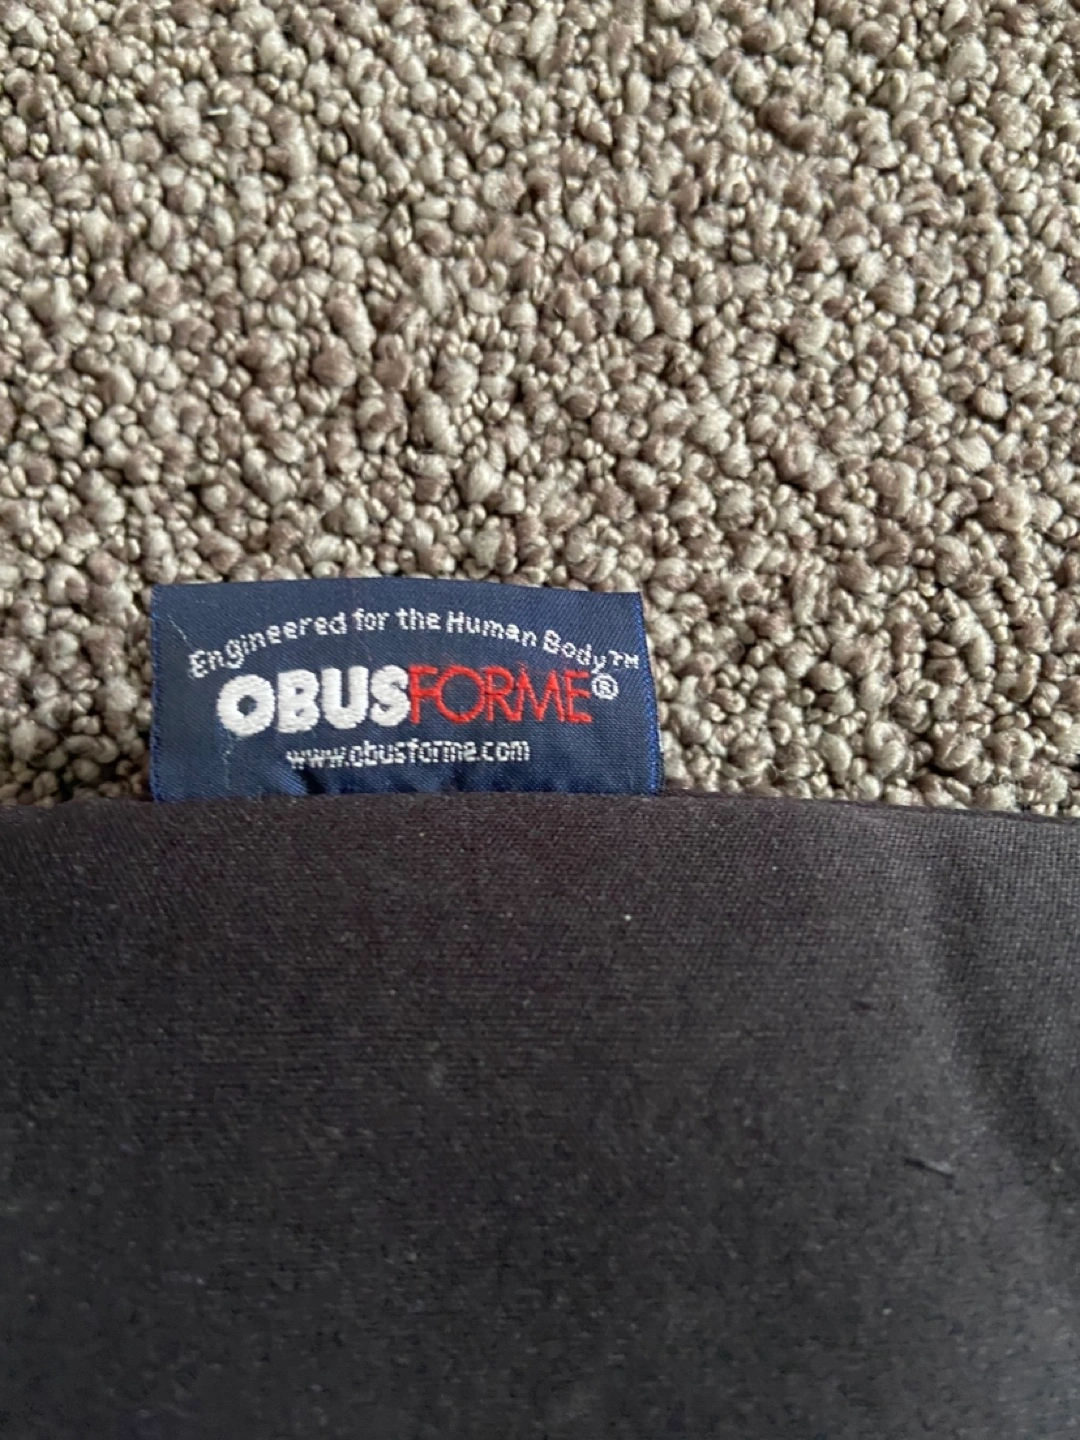 Engineered for the Human Body™
OBUSFORME®
www.obusforme.com